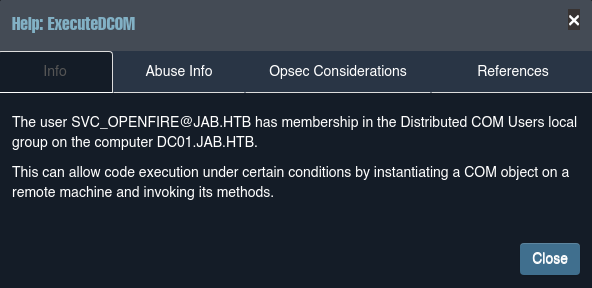 Help: ExecuteDCOM
×
Info
Abuse Info
Opsec Considerations
References
The user SVC_OPENFIRE@JAB.HTB has membership in the Distributed COM Users local
group on the computer DC01.JAB.HTB.
This can allow code execution under certain conditions by instantiating a COM object on a
remote machine and invoking its methods.
Close